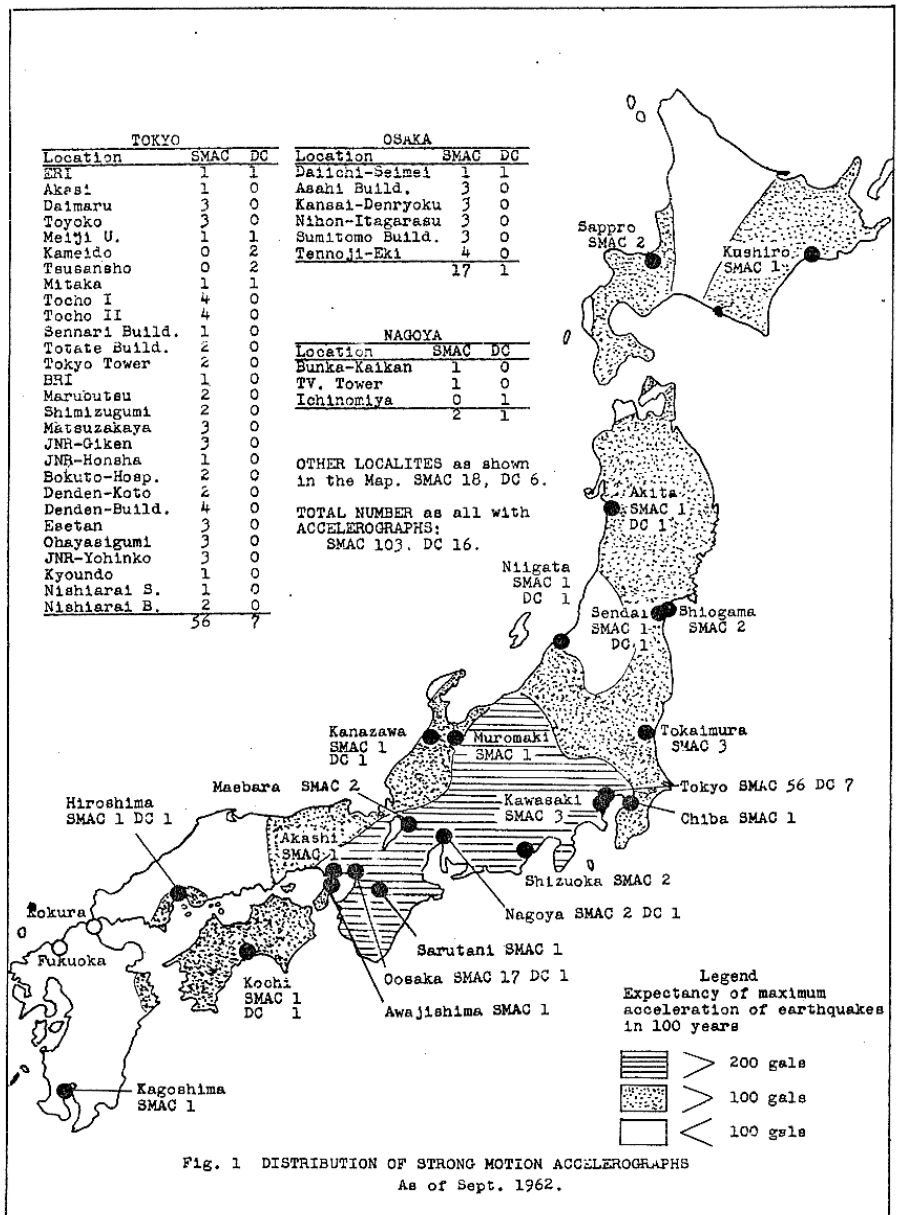 TOKYO
Location SMAC DC
ERI 1 1
Akasi 1 0
Daimaru 3 0
Toyoko 3 0
Meiji U. 1 1
Kameido 0 2
Tsusansho 0 2
Mitaka 1 1
Tocho I 4 0
Tocho II 4 0
Sennari Build. 1 0
Totate Build. 2 0
Tokyo Tower 2 0
BRI 1 0
Marubutsu 2 0
Shimizugumi 2 0
Matsuzakaya 3 0
JNR-Giken 3 0
JNR-Honsha 1 0
Bokuto-Hosp. 2 0
Denden-Koto 2 0
Denden-Build. 4 0
Esetan 3 0
Ohayasigumi 3 0
JNR-Yohinko 3 0
Kyoundo 1 0
Nishiarai S. 1 0
Nishiarai B. 2 0
56 7
OSAKA
Location SMAC DC
Daiichi-Seimei 1 1
Asahi Build. 3 0
Kansai-Denryoku 3 0
Nihon-Itagarasu 3 0
Sumitomo Build. 3 0
Tennoji-Eki 4 0
17 1
NAGOYA
Location SMAC DC
Bunka-Kaikan 1 0
TV. Tower 1 0
Ichinomiya 0 1
2 1
OTHER LOCALITES as shown
in the Map. SMAC 18, DC 6.
TOTAL NUMBER as all with
ACCELEROGRAPHS:
SMAC 103. DC 16.
Sappro
SMAC 2
Kushiro
SMAC 1
Akita
SMAC 1
DC 1
Niigata
SMAC 1
DC 1
Sendai
SMAC 1
DC 1
Shiogama
SMAC 2
Kanazawa
SMAC 1
DC 1
Muromaki
SMAC 1
Tokaimura
SMAC 3
Maebara SMAC 2
Tokyo SMAC 56 DC 7
Hiroshima
SMAC 1 DC 1
Kawasaki
SMAC 3
Chiba SMAC 1
Akashi
SMAC 1
Shizuoka SMAC 2
Nagoya SMAC 2 DC 1
Kokura
Fukuoka
Sarutani SMAC 1
Kochi
SMAC 1
DC 1
Oosaka SMAC 17 DC 1
Awajishima SMAC 1
Kagoshima
SMAC 1
Legend
Expectancy of maximum
acceleration of earthquakes
in 100 years
> 200 gals
> 100 gals
< 100 gals
Fig. 1 DISTRIBUTION OF STRONG MOTION ACCELEROGRAPHS
As of Sept. 1962.